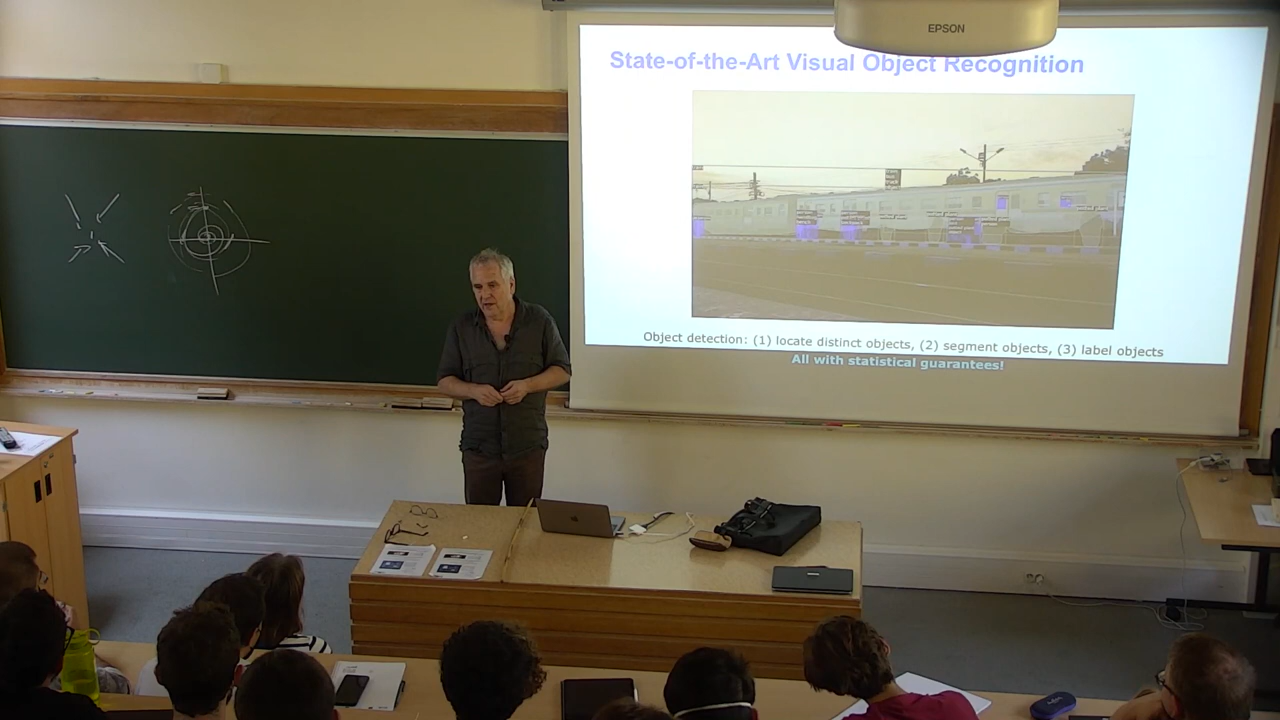 EPSON
State-of-the-Art Visual Object Recognition
Object detection: (1) locate distinct objects, (2) segment objects, (3) label objects
All with statistical guarantees!